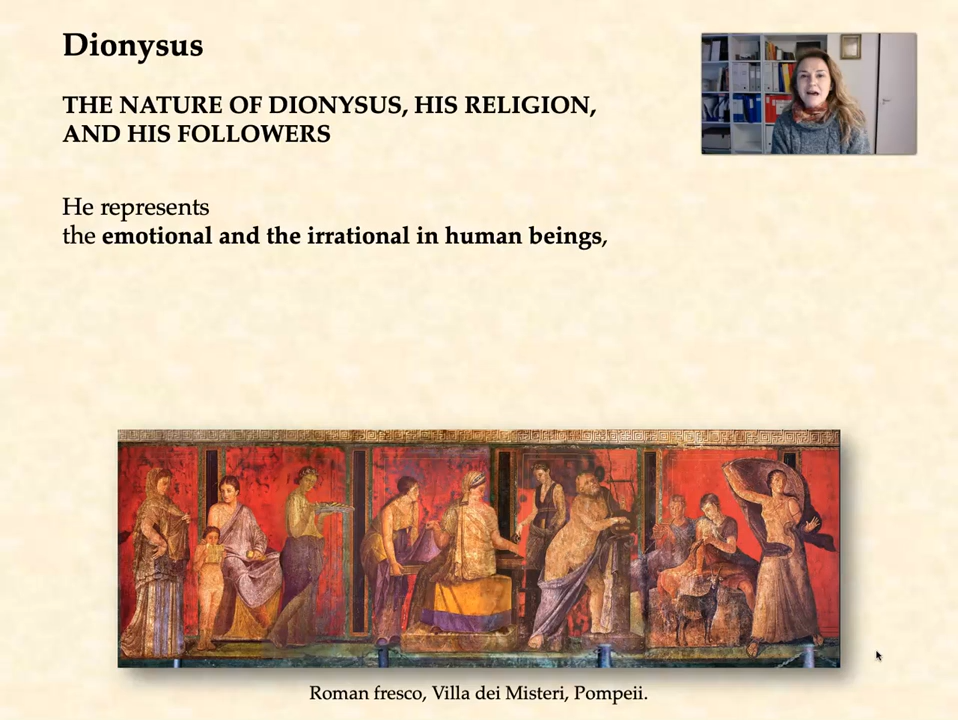 Dionysus
THE NATURE OF DIONYSUS, HIS RELIGION,
AND HIS FOLLOWERS
He represents
the emotional and the irrational in human beings,
Roman fresco, Villa dei Misteri, Pompeii.